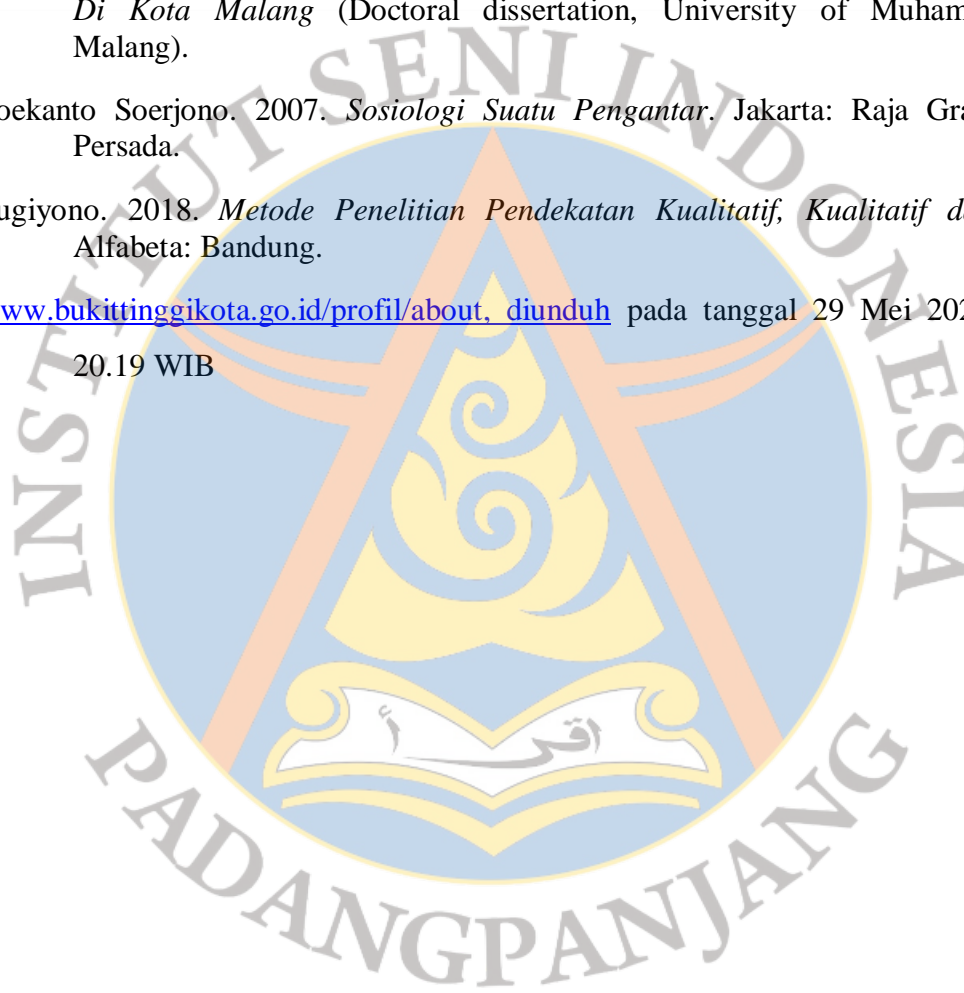 Di Kota Malang (Doctoral dissertation, University of Muham
Malang).
oekanto Soerjono. 2007. Sosiologi Suatu Pengantar. Jakarta: Raja Gra
Persada.
ugiyono. 2018. Metode Penelitian Pendekatan Kualitatif, Kualitatif d
Alfabeta: Bandung.
ww.bukittinggikota.go.id/profil/about, diunduh pada tanggal 29 Mei 202
20.19 WIB
INSTITUT SENI INDONESIA
اقرأ
PADANGPANJANG